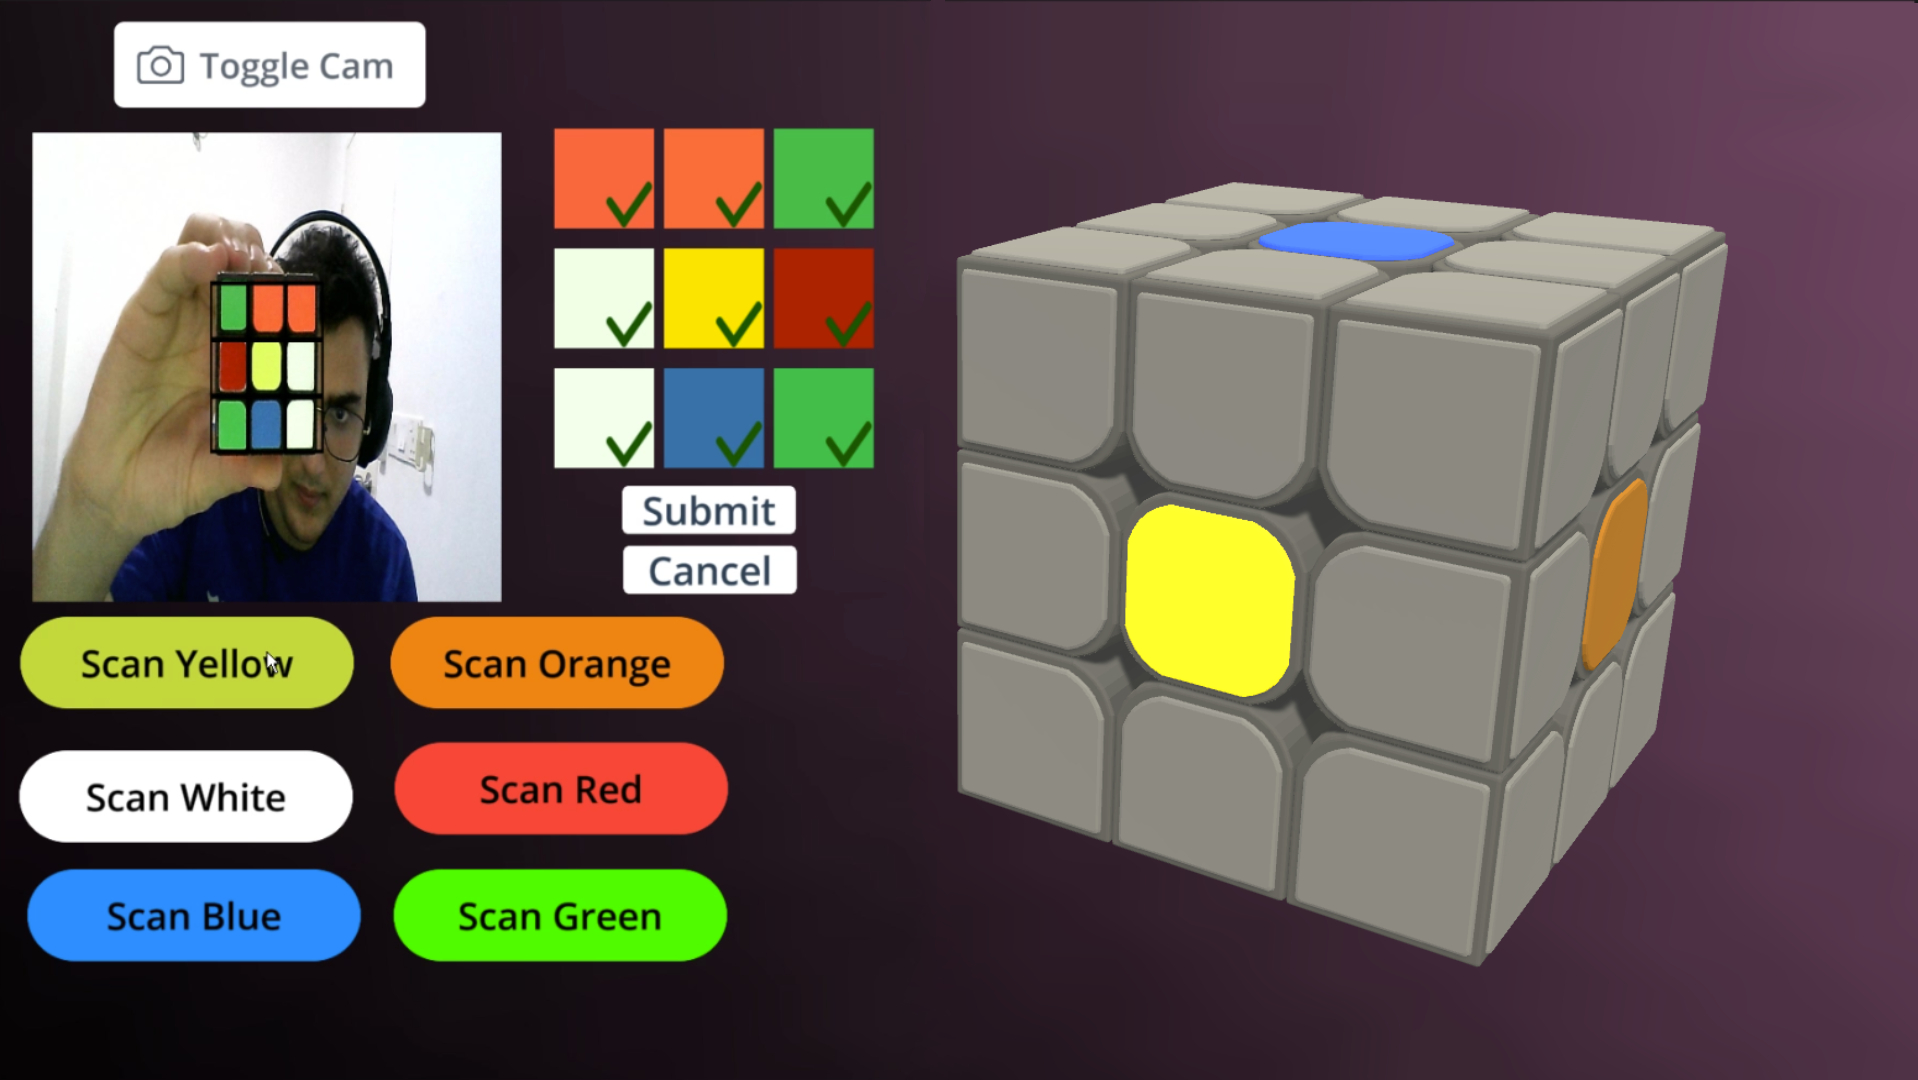 Toggle Cam
Submit
Cancel
Scan Yellow
Scan Orange
Scan White
Scan Red
Scan Blue
Scan Green